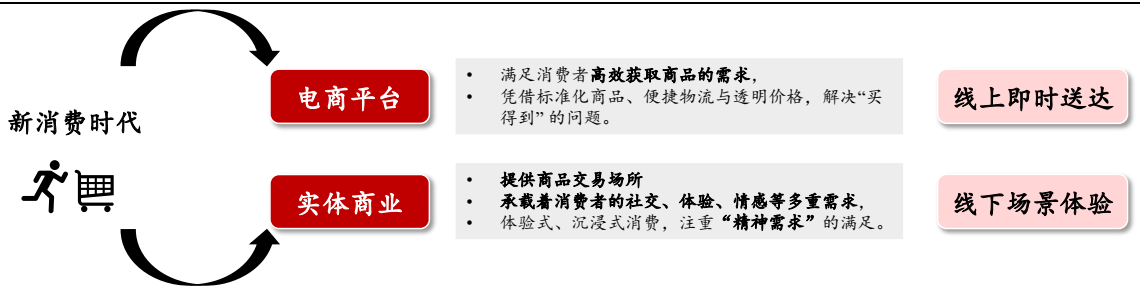 新消费时代
电商平台
• 满足消费者高效获取商品的需求，
• 凭借标准化商品、便捷物流与透明价格，解决“买
得到” 的问题。
线上即时送达
实体商业
• 提供商品交易场所
• 承载着消费者的社交、体验、情感等多重需求，
• 体验式、沉浸式消费，注重“精神需求”的满足。
线下场景体验